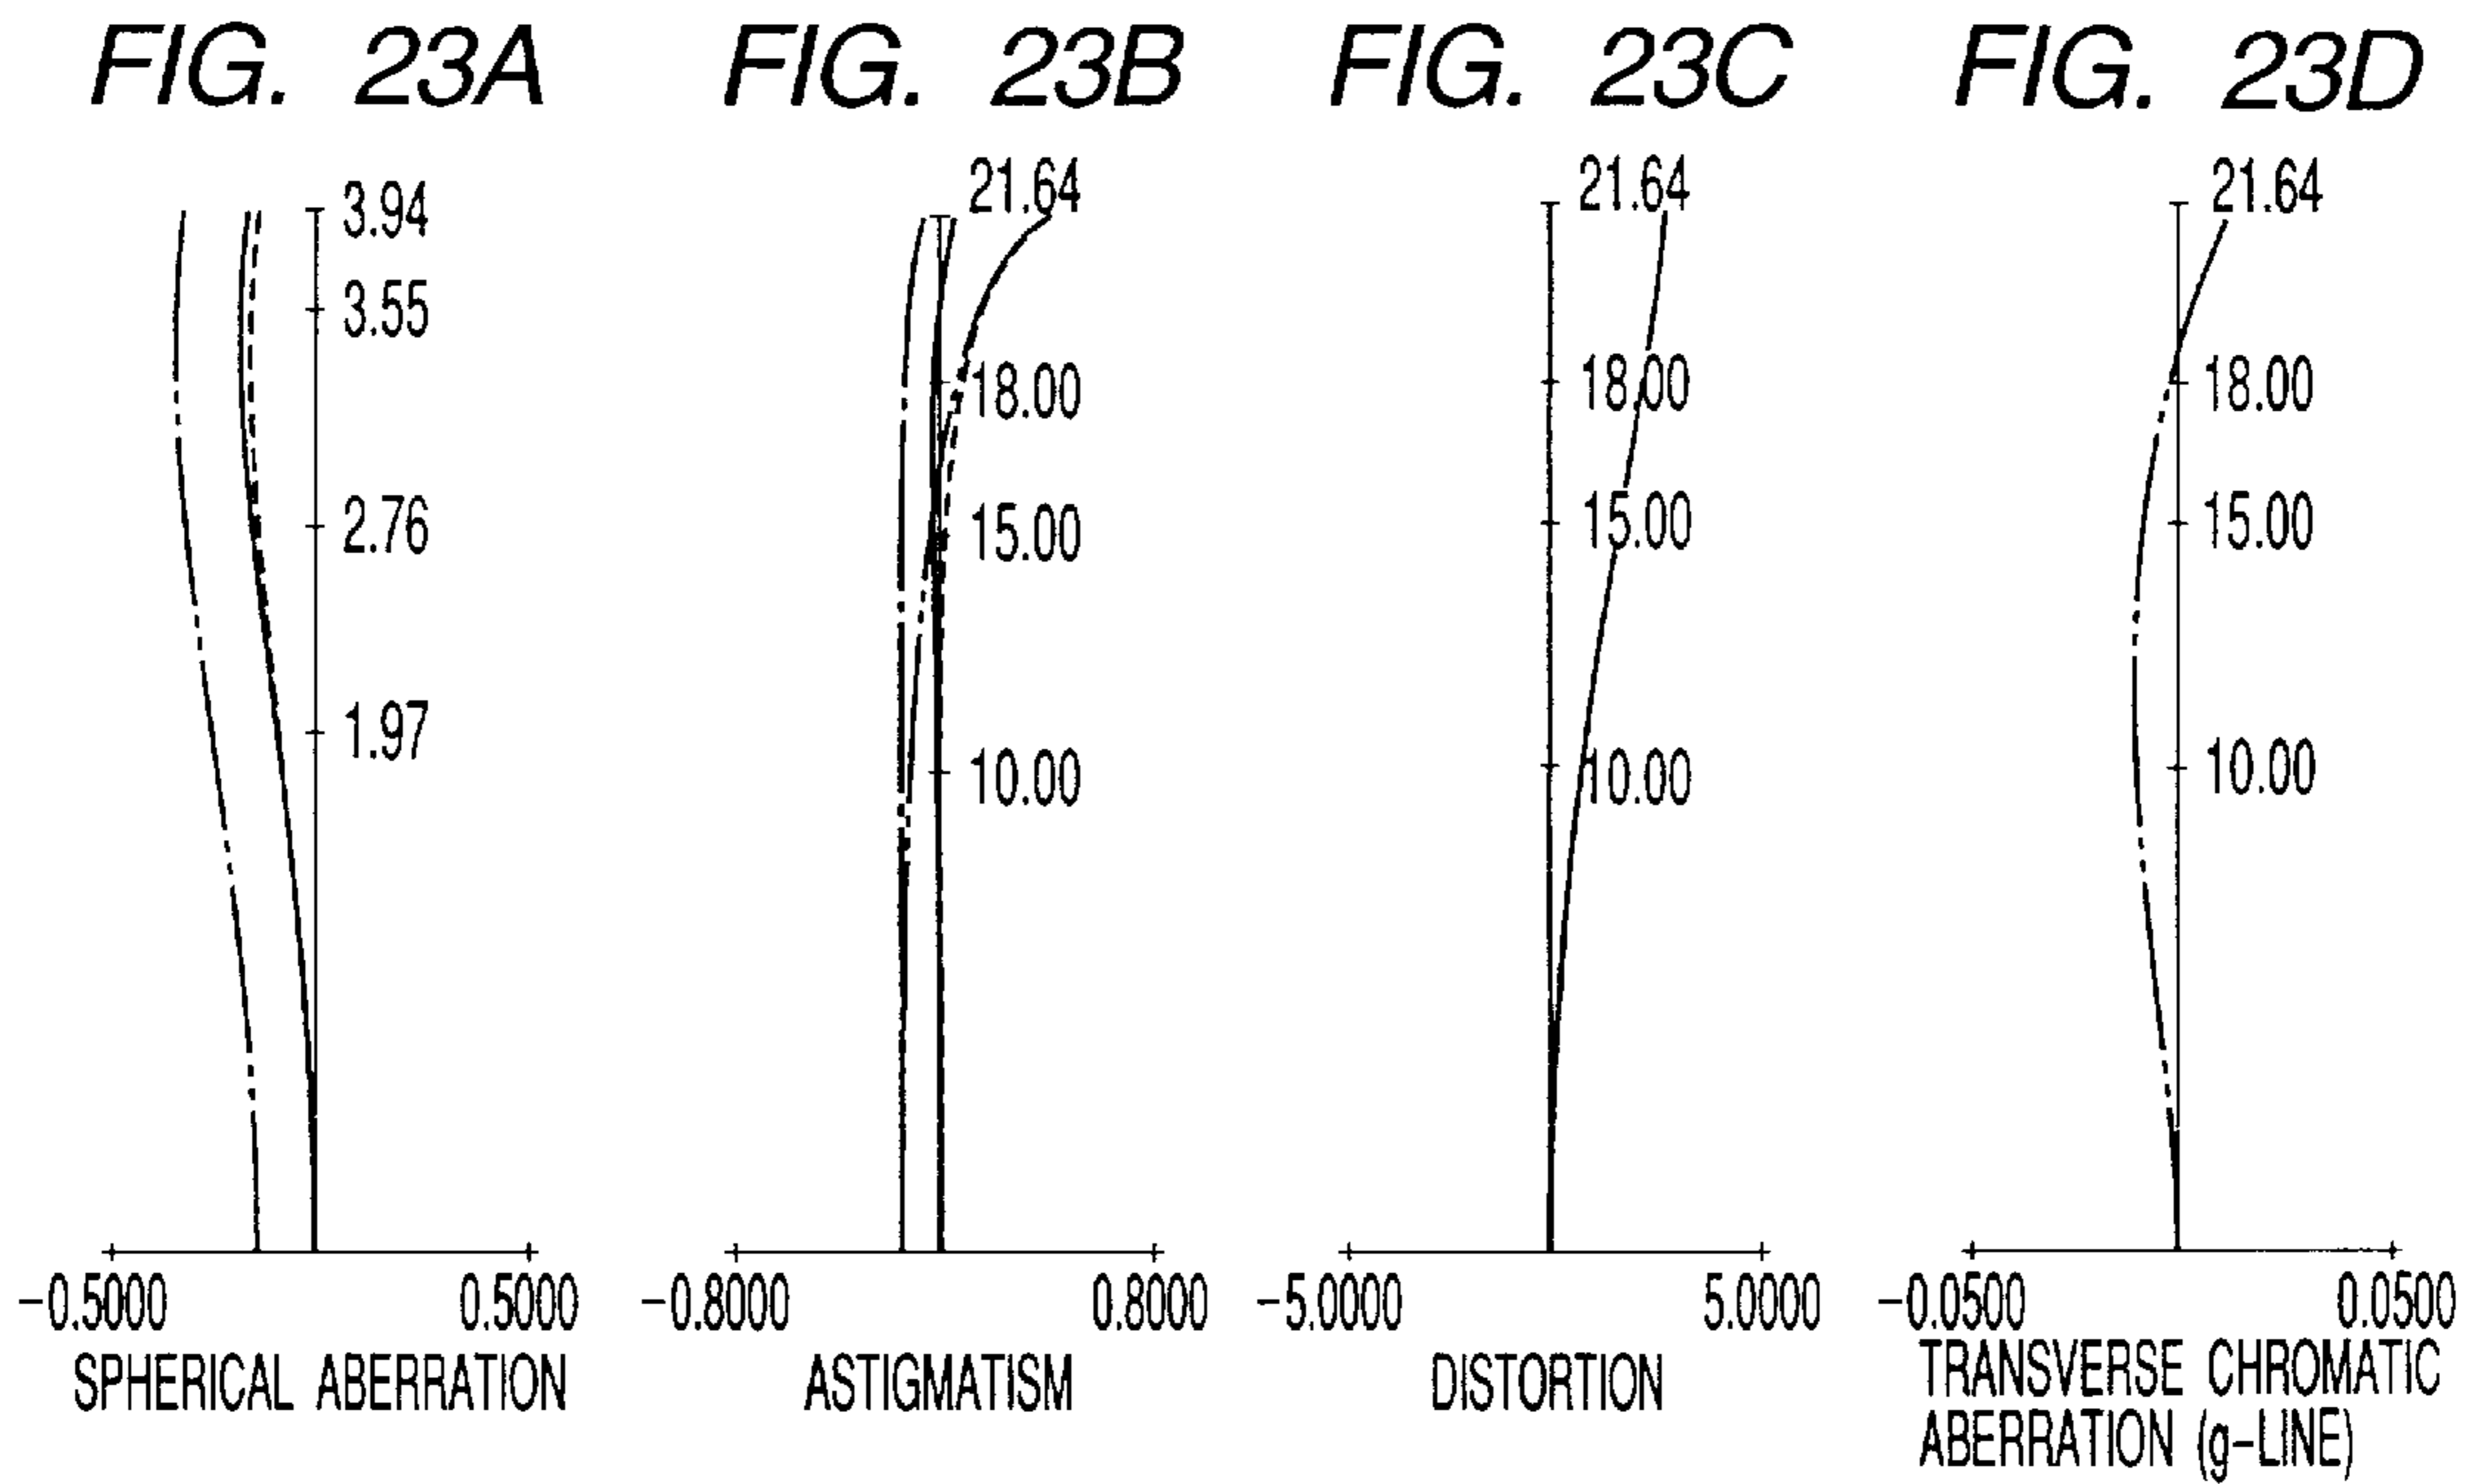 FIG. 23A
3.94
3.55
2.76
1.97
-0.5000
0.5000
SPHERICAL ABERRATION
FIG. 23B
21.64
18.00
15.00
10.00
-0.8000
0.8000
ASTIGMATISM
FIG. 23C
21.64
18.00
15.00
10.00
-5.0000
5.0000
DISTORTION
FIG. 23D
21.64
18.00
15.00
10.00
-0.0500
0.0500
TRANSVERSE CHROMATIC
ABERRATION (g-LINE)